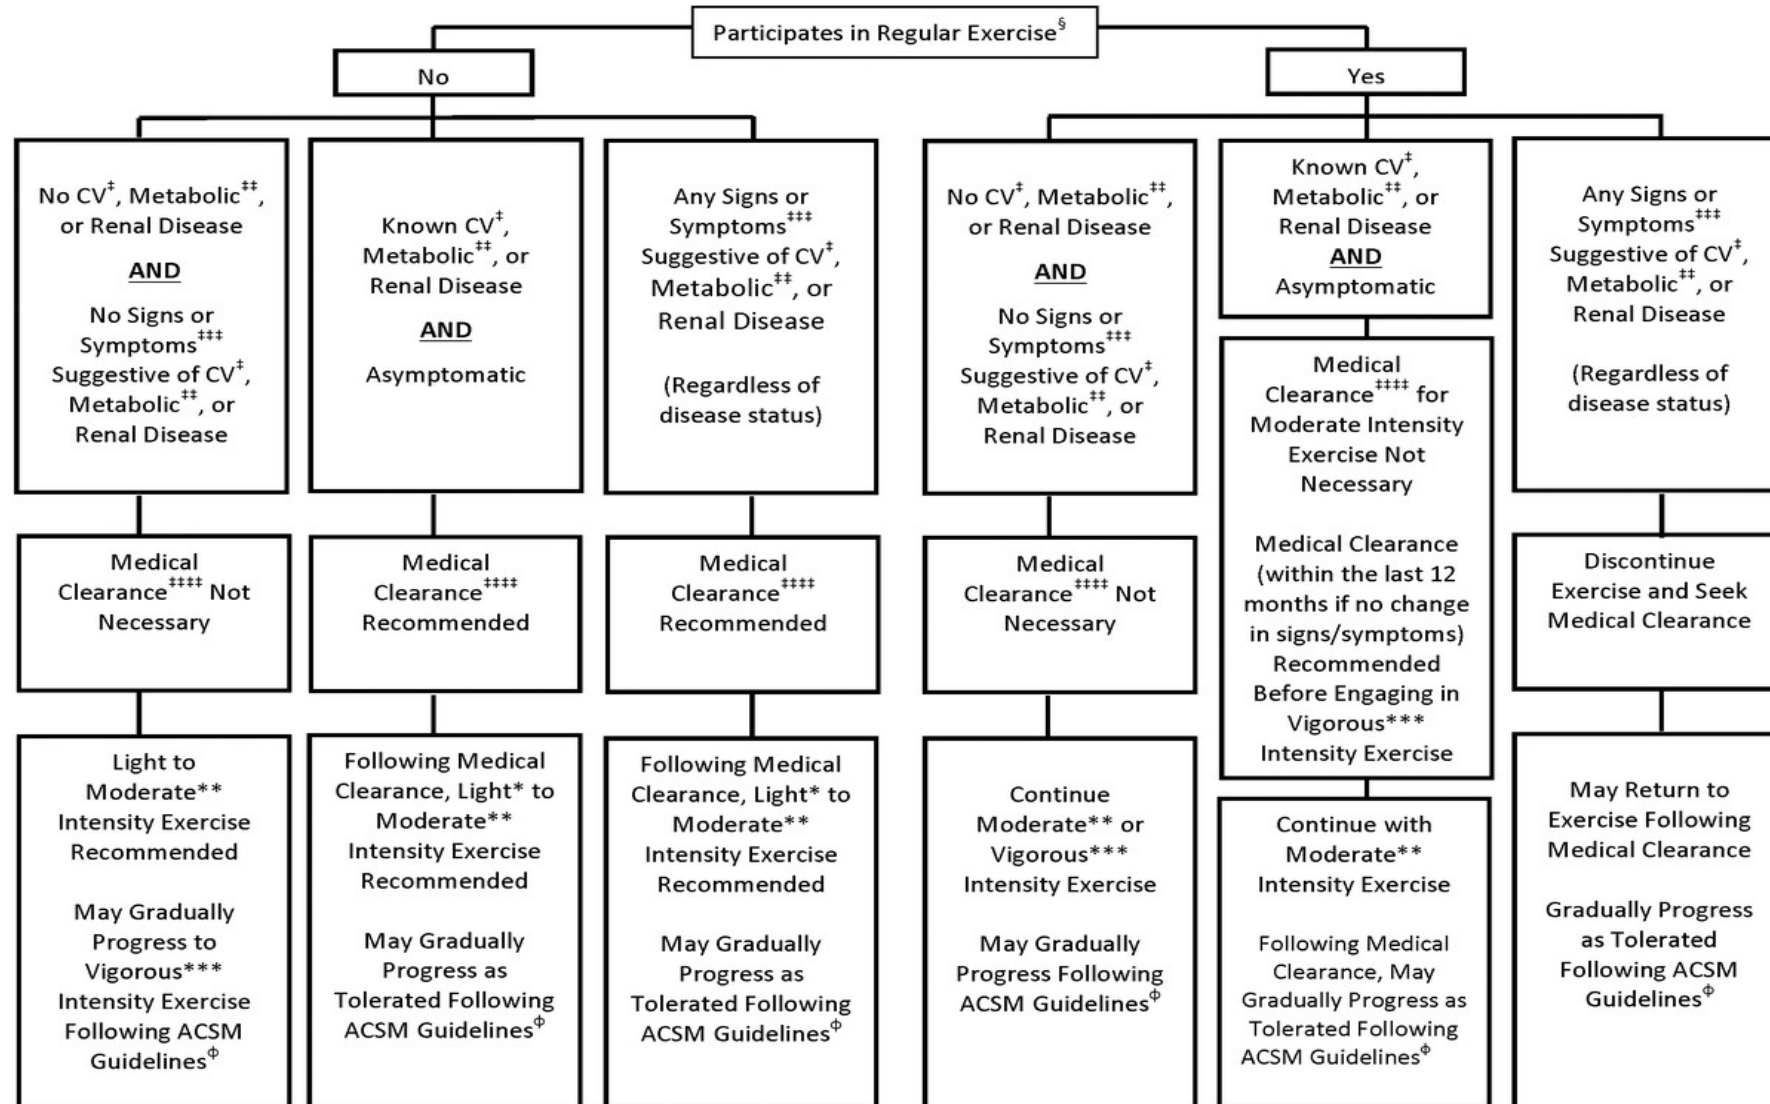 Participates in Regular Exercise§
No
Yes
No CV‡, Metabolic‡‡,
or Renal Disease
AND
No Signs or
Symptoms‡‡‡
Suggestive of CV‡,
Metabolic‡‡, or
Renal Disease
Known CV‡,
Metabolic‡‡, or
Renal Disease
AND
Asymptomatic
Any Signs or
Symptoms‡‡‡
Suggestive of CV‡,
Metabolic‡‡, or
Renal Disease
(Regardless of
disease status)
No CV‡, Metabolic‡‡,
or Renal Disease
AND
No Signs or
Symptoms‡‡‡
Suggestive of CV‡,
Metabolic‡‡, or
Renal Disease
Known CV‡,
Metabolic‡‡, or
Renal Disease
AND
Asymptomatic
Any Signs or
Symptoms‡‡‡
Suggestive of CV‡,
Metabolic‡‡, or
Renal Disease
(Regardless of
disease status)
Medical
Clearance‡‡‡‡ Not
Necessary
Medical
Clearance‡‡‡‡
Recommended
Medical
Clearance‡‡‡‡
Recommended
Medical
Clearance‡‡‡‡ Not
Necessary
Medical
Clearance‡‡‡‡ for
Moderate Intensity
Exercise Not
Necessary
Medical Clearance
(within the last 12
months if no change
in signs/symptoms)
Recommended
Before Engaging in
Vigorous***
Intensity Exercise
Discontinue
Exercise and Seek
Medical Clearance
Light to
Moderate**
Intensity Exercise
Recommended
May Gradually
Progress to
Vigorous***
Intensity Exercise
Following ACSM
Guidelinesᶲ
Following Medical
Clearance, Light* to
Moderate**
Intensity Exercise
Recommended
May Gradually
Progress as
Tolerated Following
ACSM Guidelinesᶲ
Following Medical
Clearance, Light* to
Moderate**
Intensity Exercise
Recommended
May Gradually
Progress as
Tolerated Following
ACSM Guidelinesᶲ
Continue
Moderate** or
Vigorous***
Intensity Exercise
May Gradually
Progress Following
ACSM Guidelinesᶲ
Continue with
Moderate**
Intensity Exercise
Following Medical
Clearance, May
Gradually Progress as
Tolerated Following
ACSM Guidelinesᶲ
May Return to
Exercise Following
Medical Clearance
Gradually Progress
as Tolerated
Following ACSM
Guidelinesᶲ